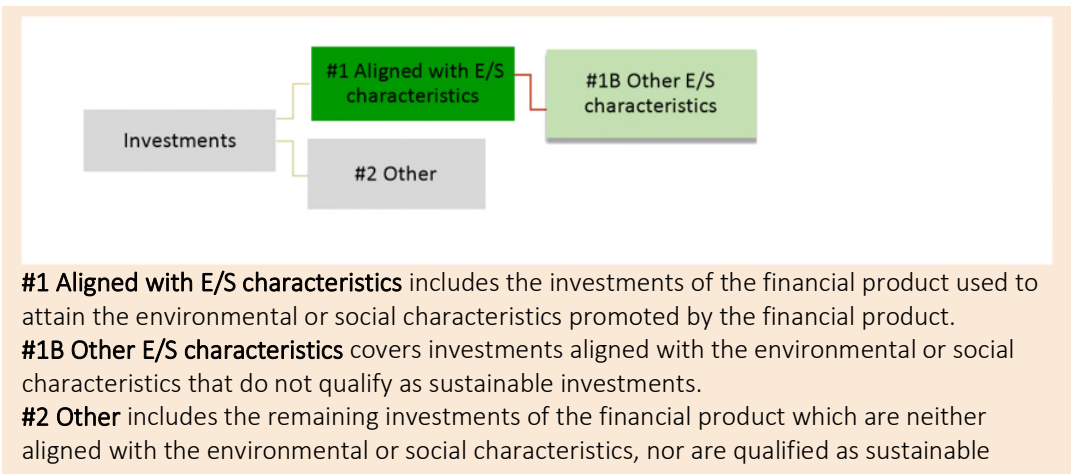 #1 Aligned with E/S
characteristics
#1B Other E/S
characteristics
Investments
#2 Other
#1 Aligned with E/S characteristics includes the investments of the financial product used to
attain the environmental or social characteristics promoted by the financial product.
#1B Other E/S characteristics covers investments aligned with the environmental or social
characteristics that do not qualify as sustainable investments.
#2 Other includes the remaining investments of the financial product which are neither
aligned with the environmental or social characteristics, nor are qualified as sustainable